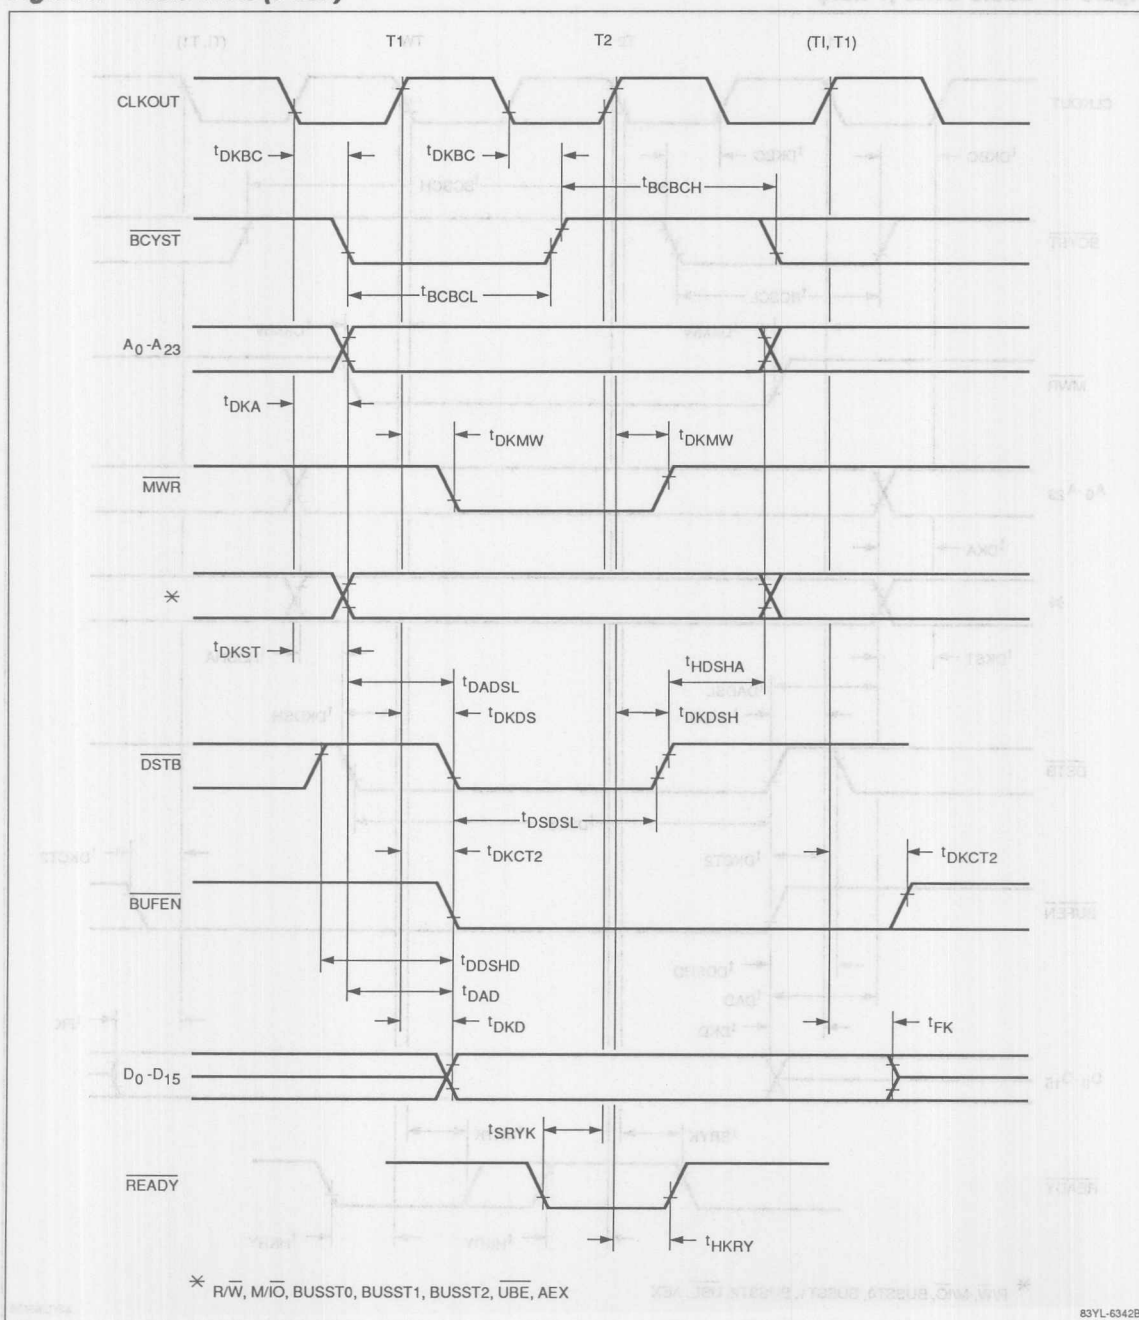 T1 T2 (TI, T1)
CLKOUT
tDKBC tDKBC
tBCBCH
BCYST
tBCBCL
A0-A23
tDKA
tDKMW tDKMW
MWR
*
tDKST
tHDSHA
tDADSL
tDKDS tDKDSH
DSTB
tDSDSL
tDKCT2 tDKCT2
BUFEN
tDDSHD
tDAD
tDKD tFK
D0-D15
tSRYK
READY
tHKRY
* R/W, M/IO, BUSST0, BUSST1, BUSST2, UBE, AEX
83YL-6342B